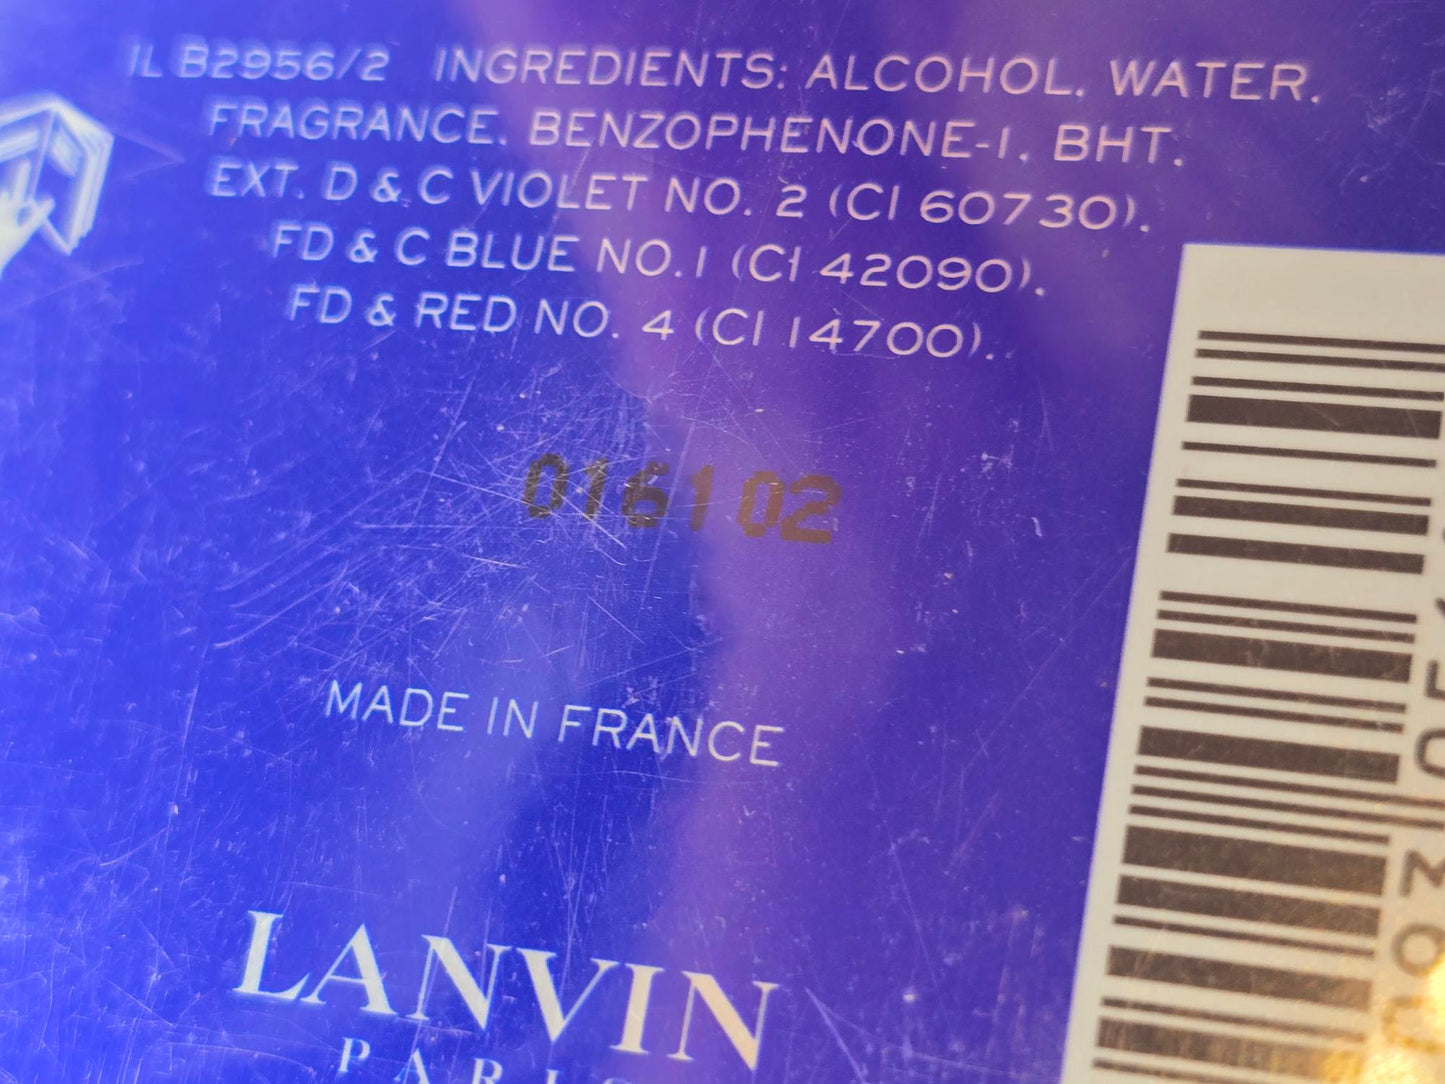 IL B2956/2 INGREDIENTS: ALCOHOL, WATER,
FRAGRANCE, BENZOPHENONE-1, BHT,
EXT. D & C VIOLET NO. 2 (CI 60730),
FD & C BLUE NO.1 (CI 42090),
FD & RED NO. 4 (CI 14700).
016102
MADE IN FRANCE
LANVIN
PARIS